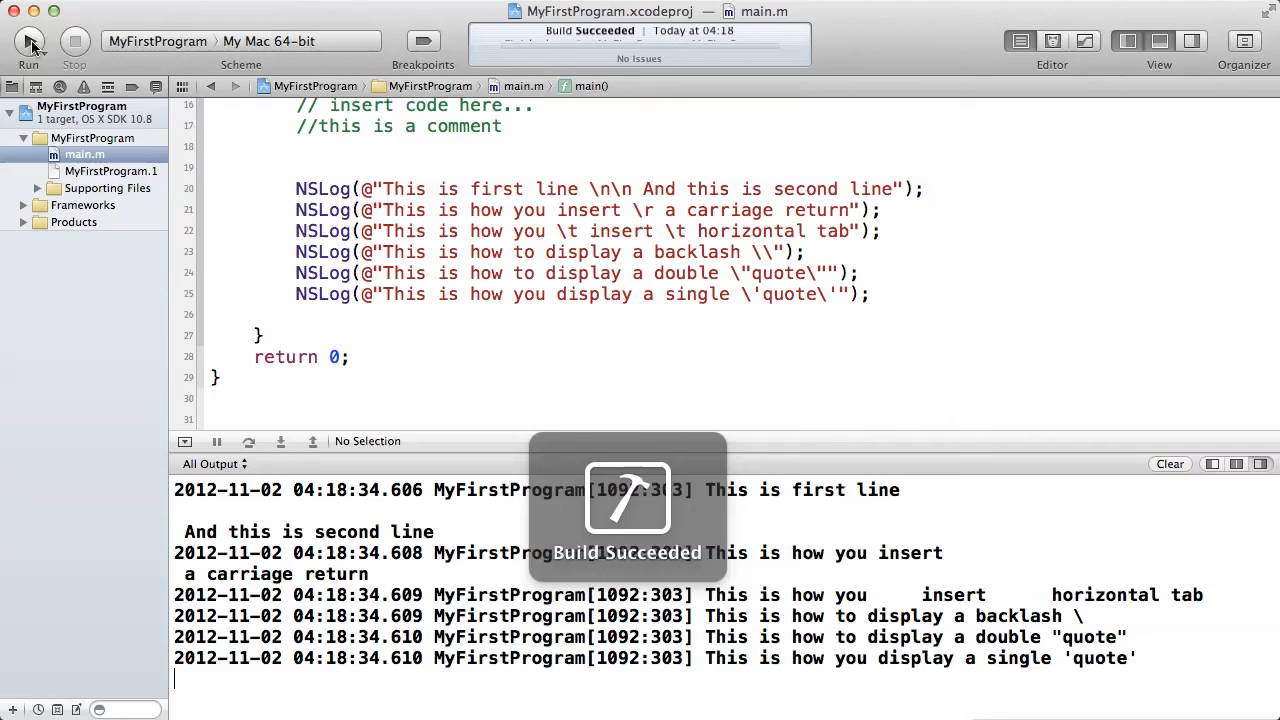 MyFirstProgram.xcodeproj — main.m
Run
Stop
MyFirstProgram > My Mac 64-bit
Scheme
Breakpoints
Build Succeeded | Today at 04:18
No Issues
Editor
View
Organizer
MyFirstProgram > MyFirstProgram > main.m > f main()
MyFirstProgram
1 target, OS X SDK 10.8
MyFirstProgram
m main.m
MyFirstProgram.1
Supporting Files
Frameworks
Products
16 // insert code here...
17 //this is a comment
18
19
20 NSLog(@"This is first line \n\n And this is second line");
21 NSLog(@"This is how you insert \r a carriage return");
22 NSLog(@"This is how you \t insert \t horizontal tab");
23 NSLog(@"This is how to display a backlash \\");
24 NSLog(@"This is how to display a double \"quote\"");
25 NSLog(@"This is how you display a single \'quote\'");
26
27 }
28 return 0;
29 }
30
31
No Selection
All Output
Clear
2012-11-02 04:18:34.606 MyFirstProgram[1092:303] This is first line
And this is second line
2012-11-02 04:18:34.608 MyFirstProgram[1092:303] This is how you insert
a carriage return
2012-11-02 04:18:34.609 MyFirstProgram[1092:303] This is how you insert horizontal tab
2012-11-02 04:18:34.609 MyFirstProgram[1092:303] This is how to display a backlash \
2012-11-02 04:18:34.610 MyFirstProgram[1092:303] This is how to display a double "quote"
2012-11-02 04:18:34.610 MyFirstProgram[1092:303] This is how you display a single 'quote'
Build Succeeded